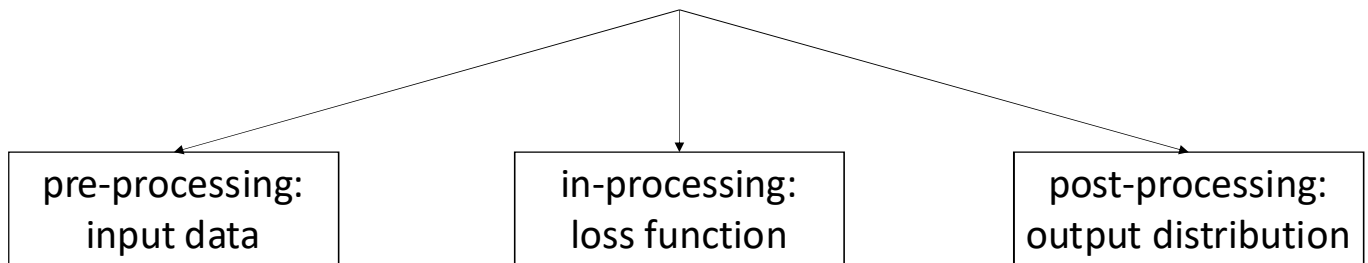 pre-processing:
input data
in-processing:
loss function
post-processing:
output distribution